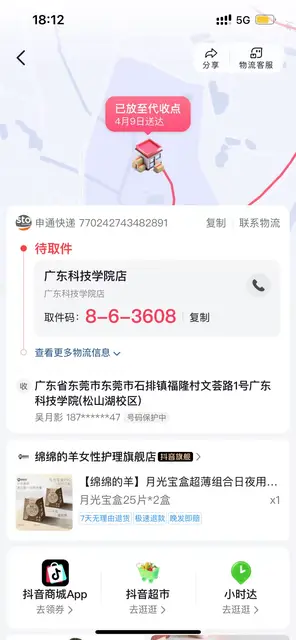 18:12
5G
分享
物流客服
已放至代收点
4月9日送达
申通快递 770242743482891
复制
联系物流
待取件
广东科技学院店
广东科技学院店
取件码： 8-6-3608 复制
查看更多物流信息
收
广东省东莞市东莞市石排镇福隆村文荟路1号广东
科技学院(松山湖校区)
吴月影 187******47 号码保护中
绵绵的羊女性护理旗舰店 抖音旗舰
【绵绵的羊】月光宝盒超薄组合日夜用...
月光宝盒25片*2盒
x1
7天无理由退货 极速退款 晚发即赔
抖音商城App
去领券
抖音超市
去逛逛
小时达
去逛逛